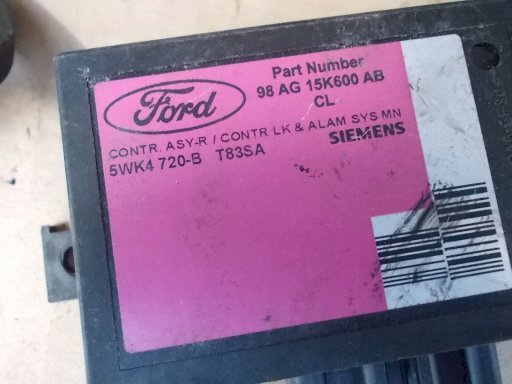 Ford
Part Number
98 AG 15K600 AB
CL
CONTR. ASY-R / CONTR LK & ALAM SYS MN
5WK4 720-B T83SA
SIEMENS